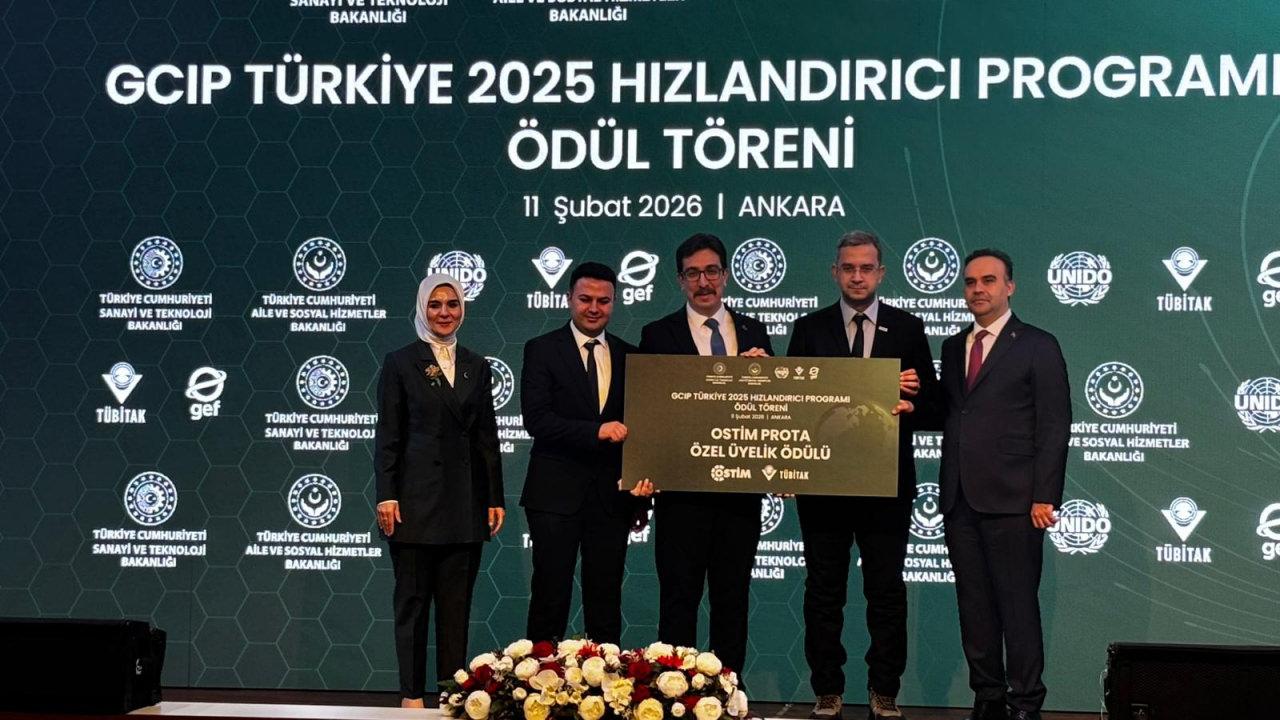 SANAYİ VE TEKNOLOJİ
BAKANLIĞI
AİLE VE SOSYAL HİZMETLER
BAKANLIĞI
GCIP TÜRKİYE 2025 HIZLANDIRICI PROGRAMI
ÖDÜL TÖRENİ
11 Şubat 2026 | ANKARA
TÜRKİYE CUMHURİYETİ
SANAYİ VE TEKNOLOJİ
BAKANLIĞI
TÜRKİYE CUMHURİYETİ
AİLE VE SOSYAL HİZMETLER
BAKANLIĞI
UNIDO
TÜBİTAK
gef
UNIDO
TÜBİTAK
TÜBİTAK
gef
TÜRKİYE CUMHURİYETİ
SANAYİ VE TEKNOLOJİ
BAKANLIĞI
GCIP TÜRKİYE 2025 HIZLANDIRICI PROGRAMI
ÖDÜL TÖRENİ
11 Şubat 2026 | ANKARA
OSTİM PROTA
ÖZEL ÜYELİK ÖDÜLÜ
OSTİM TÜBİTAK
TÜRKİYE CUMHURİYETİ
VE SOSYAL HİZMETLER
BAKANLIĞI
UNIDO
TÜRKİYE CUMHURİYETİ
SANAYİ VE TEKNOLOJİ
BAKANLIĞI
TÜRKİYE CUMHURİYETİ
AİLE VE SOSYAL HİZMETLER
BAKANLIĞI
gef
UNIDO
TÜBİTAK